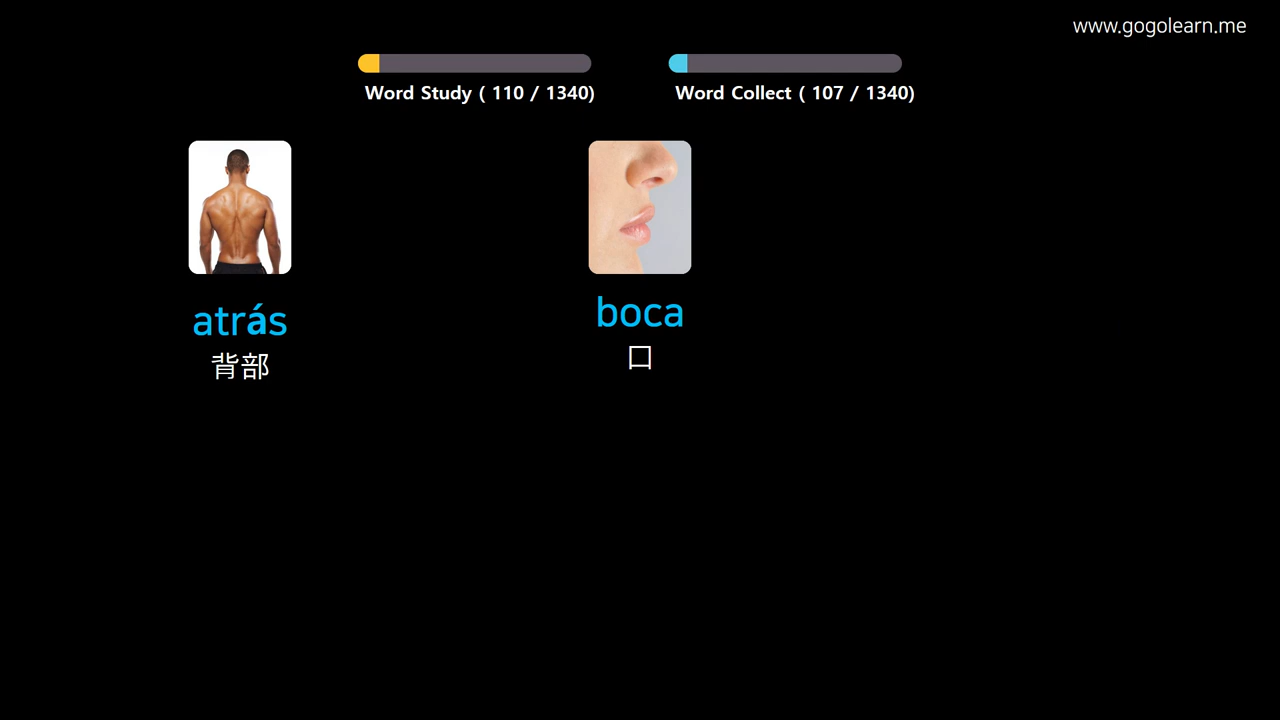 www.gogolearn.me
Word Study ( 110 / 1340)
Word Collect ( 107 / 1340)
atrás
背部
boca
口